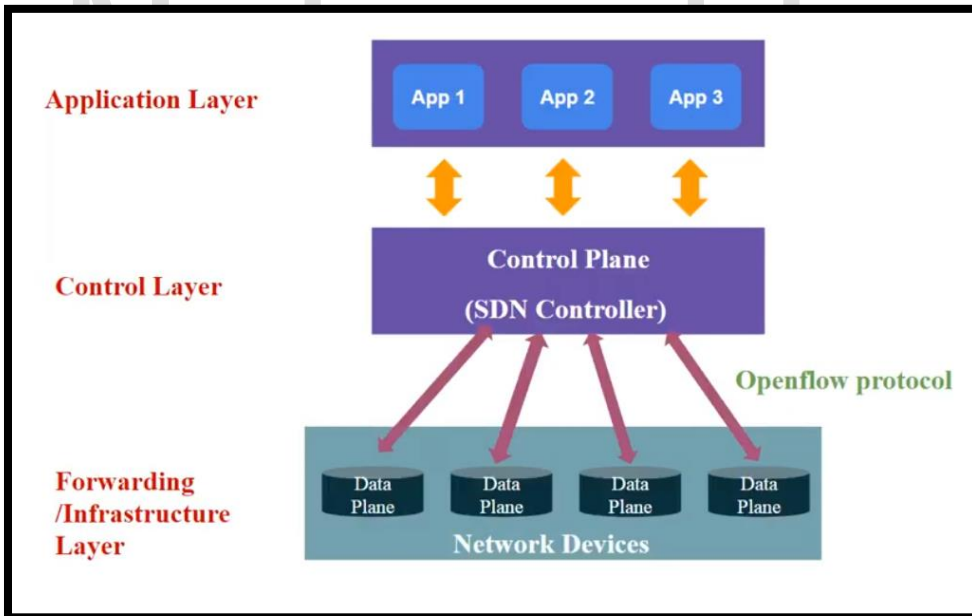 Application Layer
App 1
App 2
App 3
Control Layer
Control Plane
(SDN Controller)
Openflow protocol
Forwarding
/Infrastructure
Layer
Data
Plane
Data
Plane
Data
Plane
Data
Plane
Network Devices